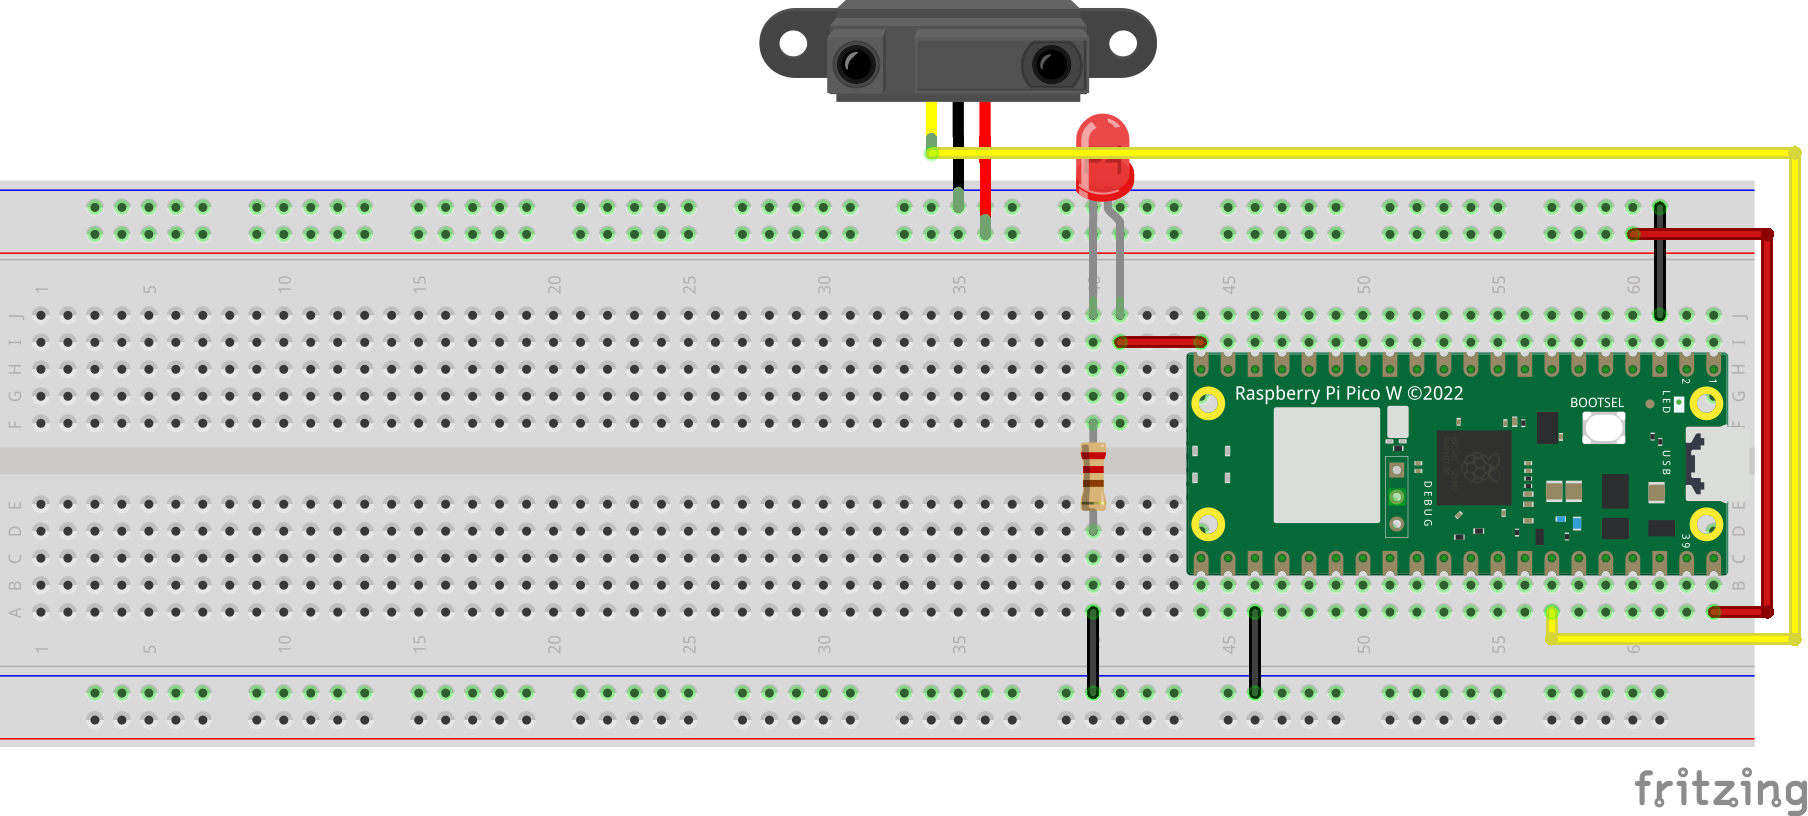 1 5 10 15 20 25 30 35 45 50 55 60
J J
I I
H H
G G
F F
Raspberry Pi Pico W ©2022
BOOTSEL
LED
2
1
USB
DEBUG
39
E E
D D
C C
B B
A
1 5 10 15 20 25 30 35 45 50 55 6
fritzing